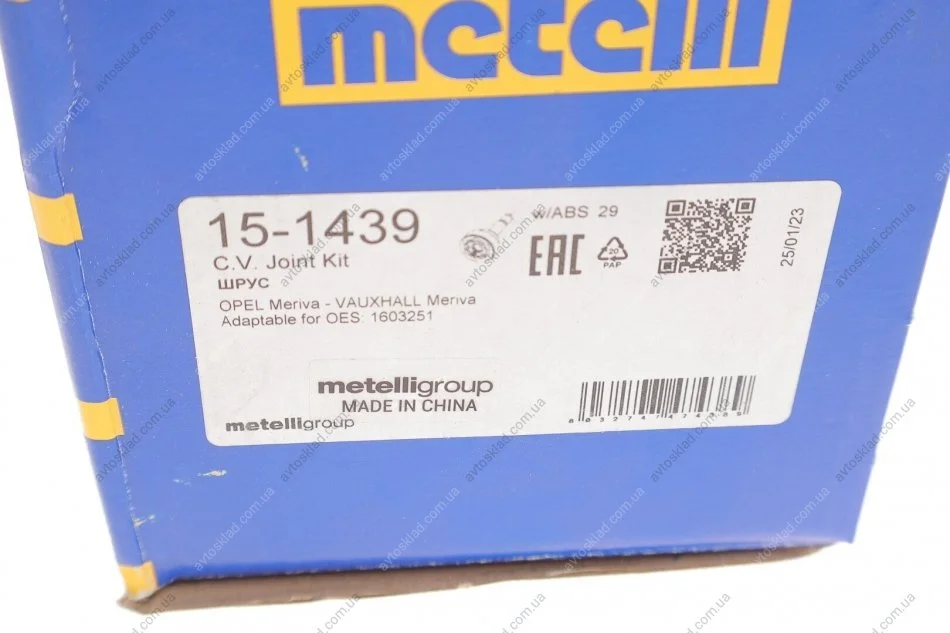 metelli
15-1439
C.V. Joint Kit
ШРУС
OPEL Meriva - VAUXHALL Meriva
Adaptable for OES: 1603251
w/ABS 29
EAC
20
PAP
25/01/23
metelligroup
MADE IN CHINA
metelligroup
avtosklad.com.ua